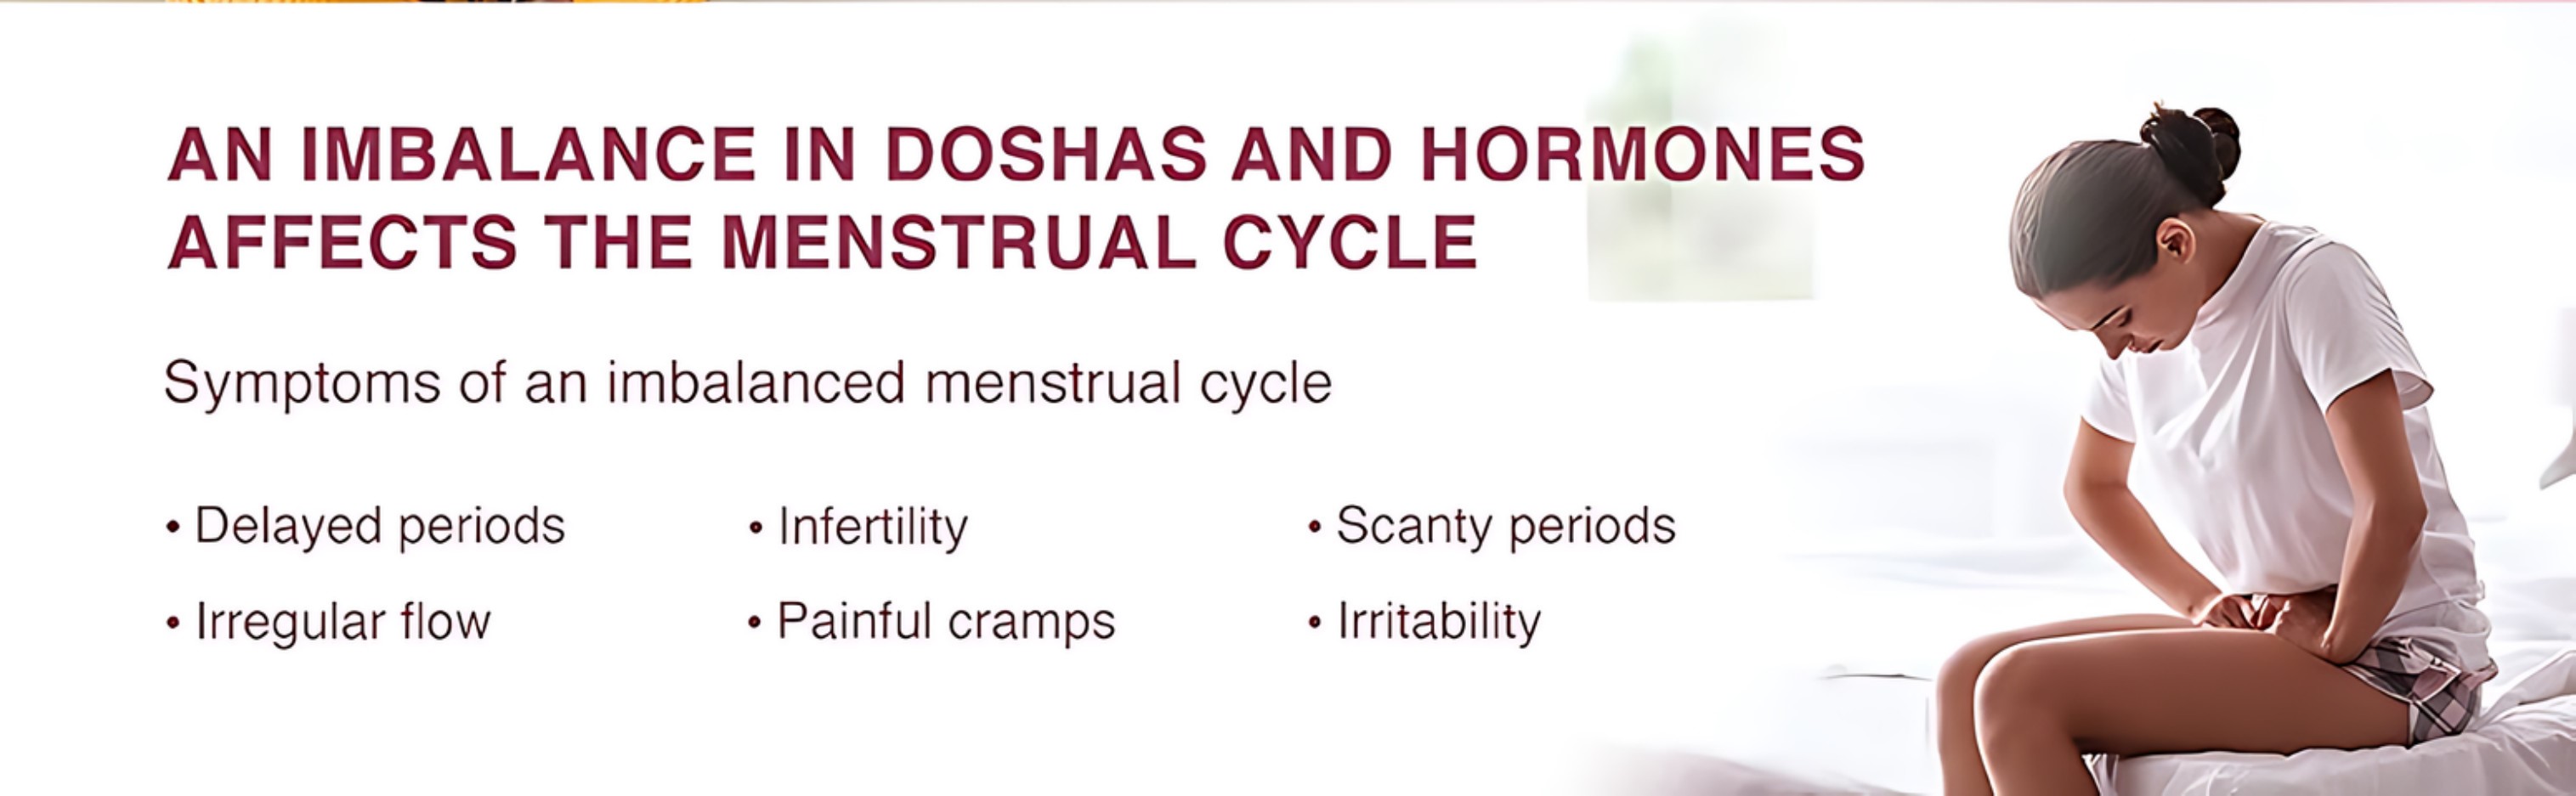 AN IMBALANCE IN DOSHAS AND HORMONES
AFFECTS THE MENSTRUAL CYCLE
Symptoms of an imbalanced menstrual cycle
• Delayed periods
• Infertility
• Scanty periods
• Irregular flow
• Painful cramps
• Irritability